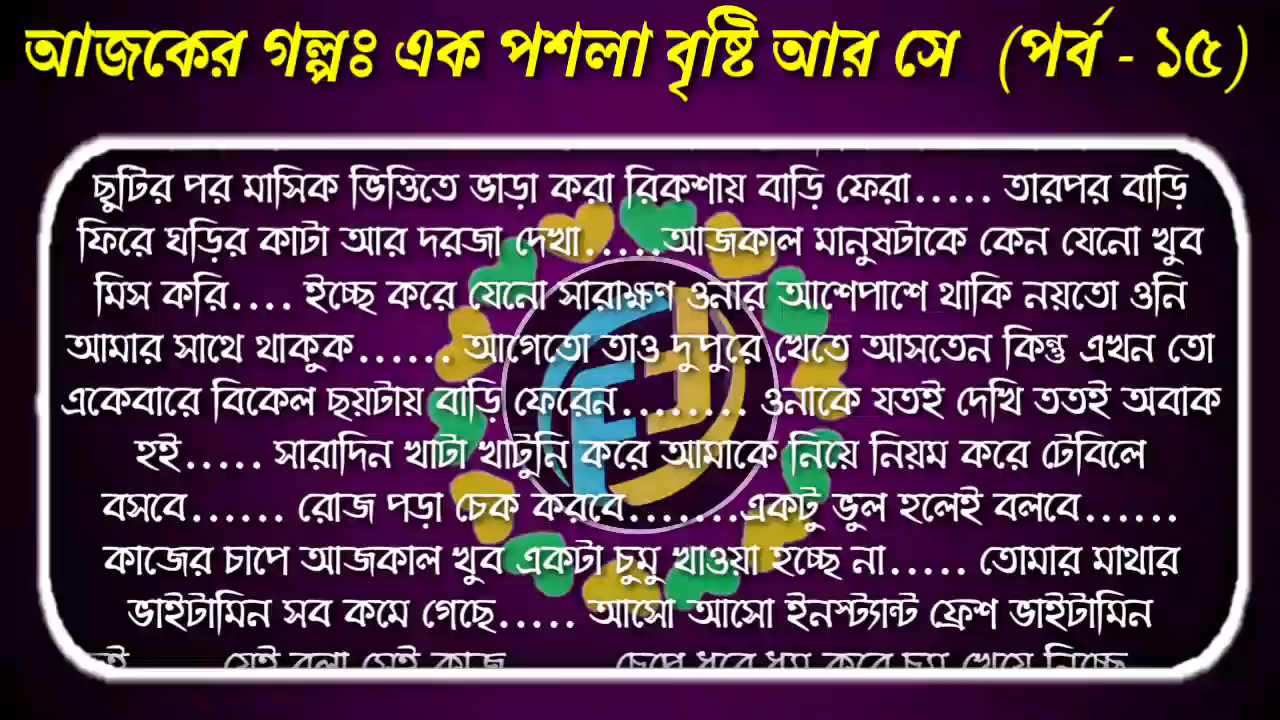 আজকের গল্পঃ এক পশলা বৃষ্টি আর সে (পর্ব - ১৫)
ছুটির পর মাসিক ভিত্তিতে ভাড়া করা রিকশায় বাড়ি ফেরা..... তারপর বাড়ি
ফিরে ঘড়ির কাটা আর দরজা দেখা.....আজকাল মানুষটাকে কেন যেনো খুব
মিস করি.... ইচ্ছে করে যেনো সারাক্ষণ ওনার আশেপাশে থাকি নয়তো ওনি
আমার সাথে থাকুক...... আগেতো তাও দুপুরে খেতে আসতেন কিন্তু এখন তো
একেবারে বিকেল ছয়টায় বাড়ি ফেরেন........ ওনাকে যতই দেখি ততই অবাক
হই..... সারাদিন খাটা খাটুনি করে আমাকে নিয়ে নিয়ম করে টেবিলে
বসবে...... রোজ পড়া চেক করবে.......একটু ভুল হলেই বলবে......
কাজের চাপে আজকাল খুব একটা চুমু খাওয়া হচ্ছে না..... তোমার মাথার
ভাইটামিন সব কমে গেছে..... আসো আসো ইনস্ট্যান্ট ফ্রেশ ভাইটামিন